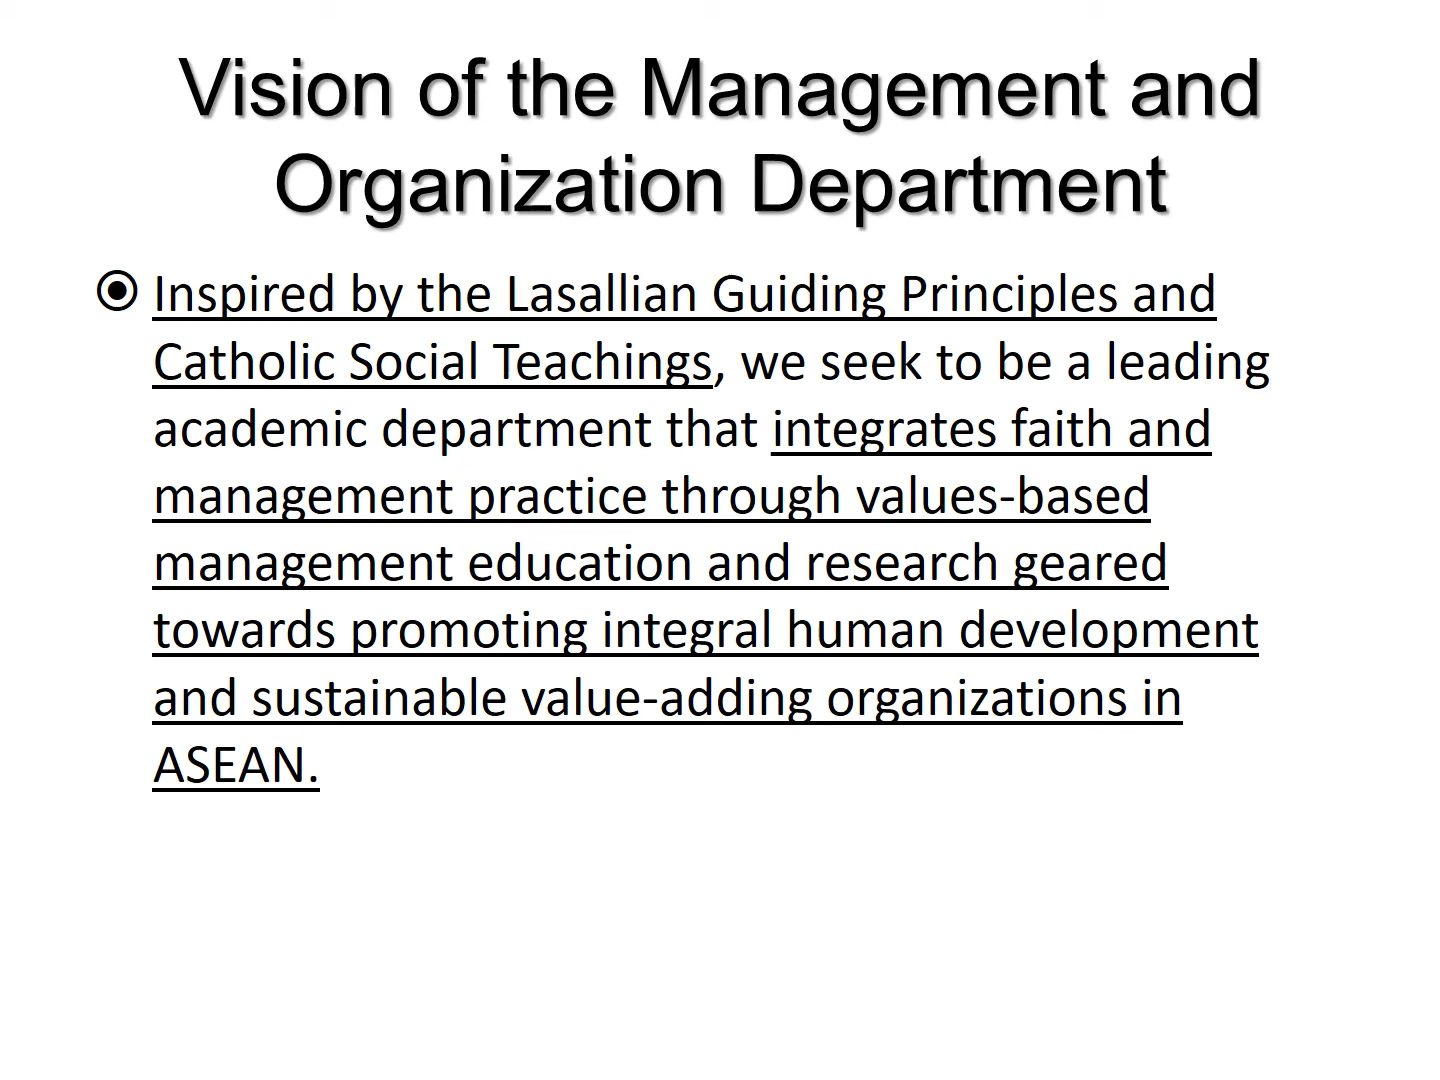 Vision of the Management and
Organization Department
Inspired by the Lasallian Guiding Principles and
Catholic Social Teachings, we seek to be a leading
academic department that integrates faith and
management practice through values-based
management education and research geared
towards promoting integral human development
and sustainable value-adding organizations in
ASEAN.